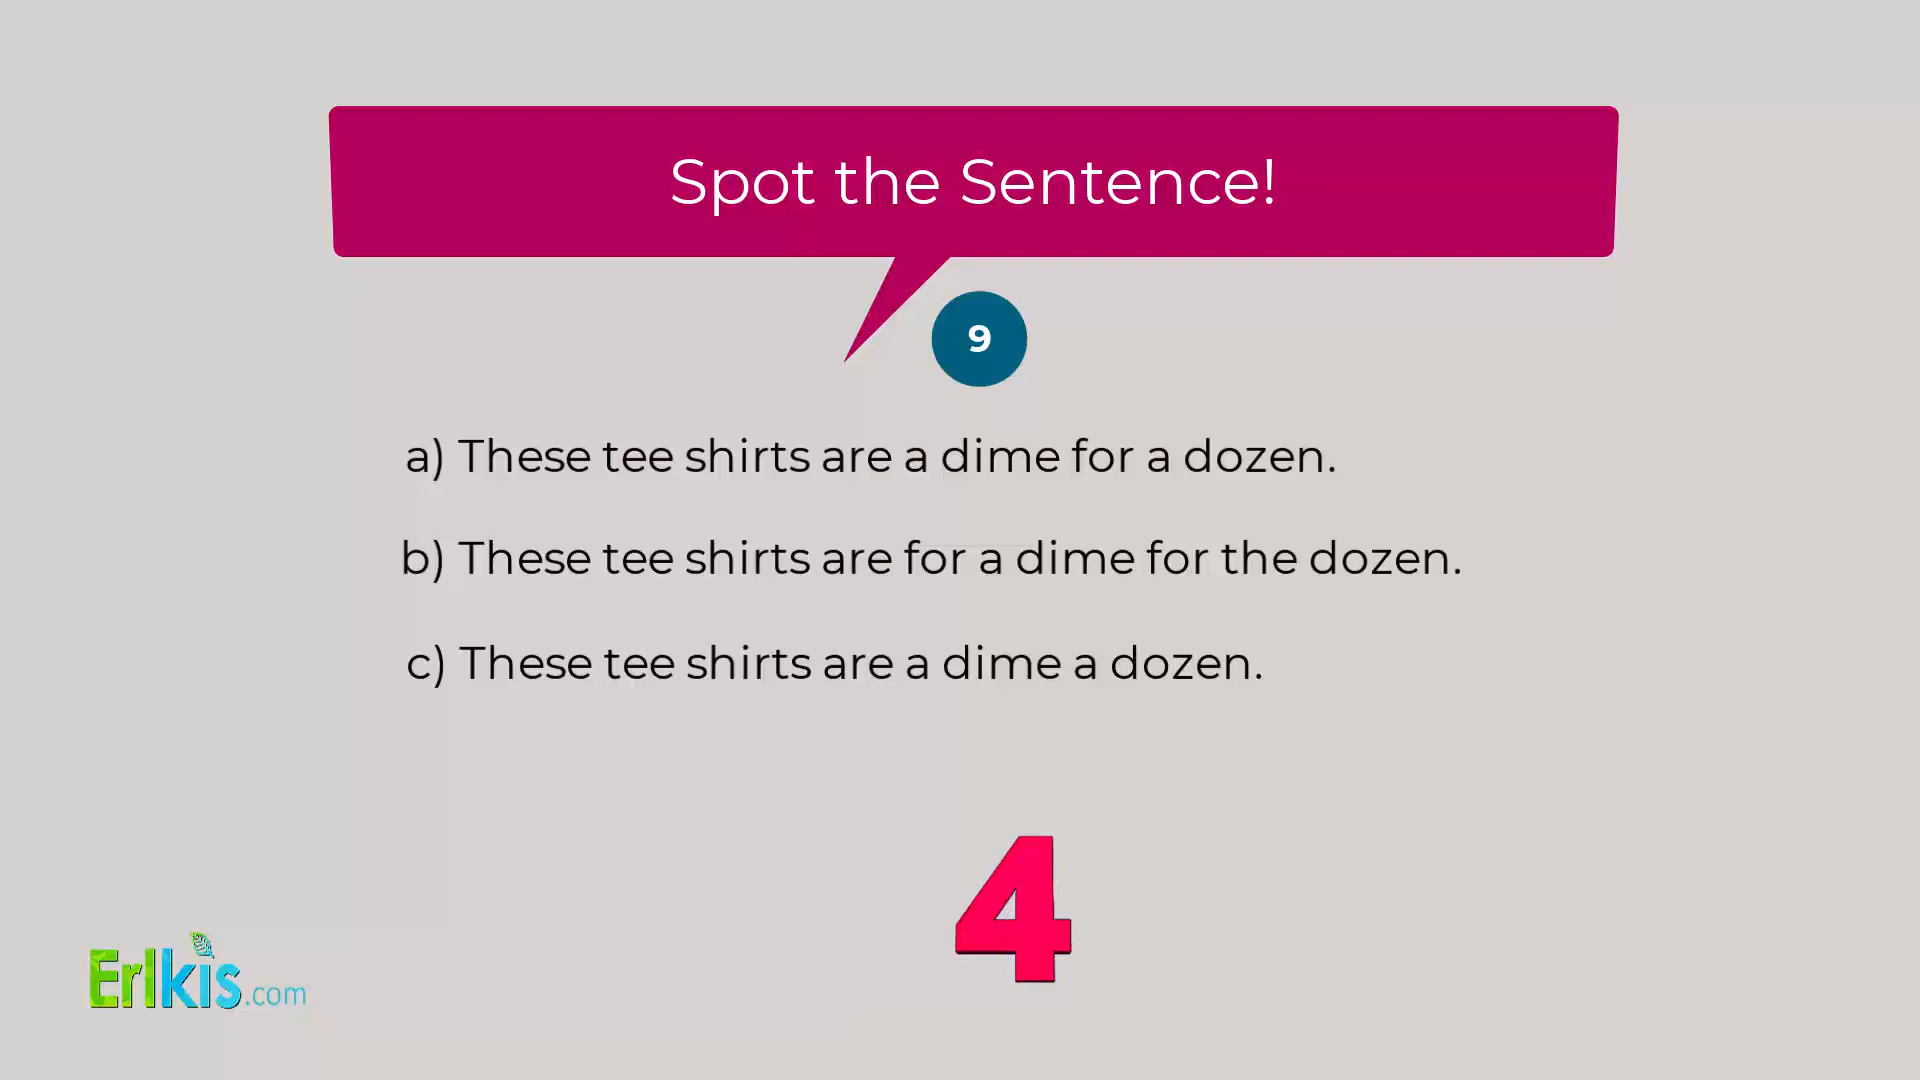 Spot the Sentence!
9
a) These tee shirts are a dime for a dozen.
b) These tee shirts are for a dime for the dozen.
c) These tee shirts are a dime a dozen.
4
Erlkis.com